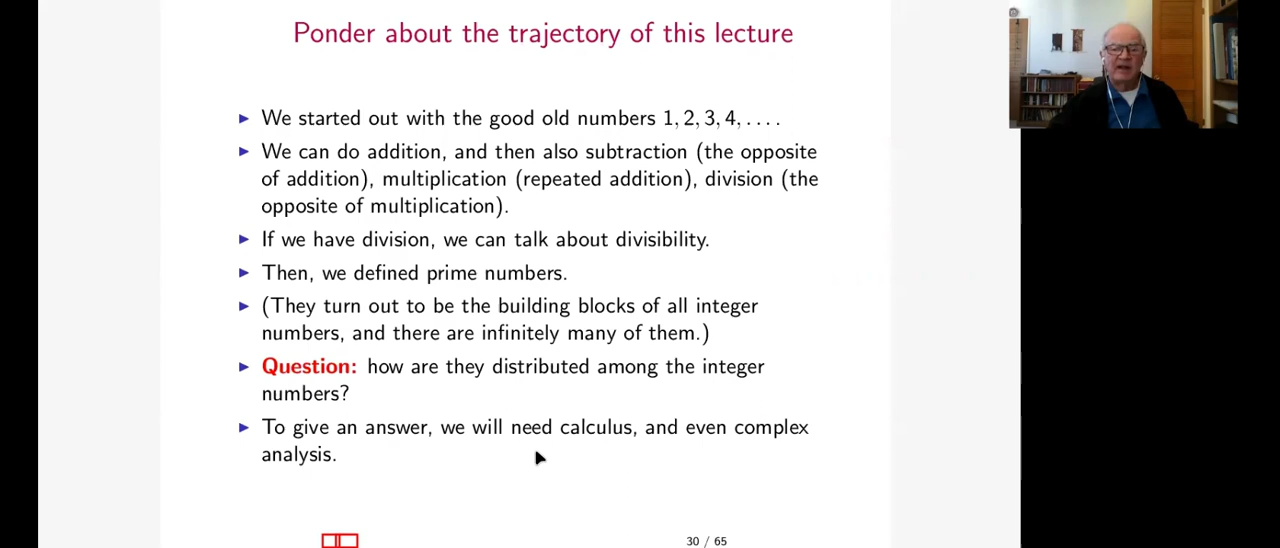 Ponder about the trajectory of this lecture
▶ We started out with the good old numbers 1, 2, 3, 4, . . . .
▶ We can do addition, and then also subtraction (the opposite
of addition), multiplication (repeated addition), division (the
opposite of multiplication).
▶ If we have division, we can talk about divisibility.
▶ Then, we defined prime numbers.
▶ (They turn out to be the building blocks of all integer
numbers, and there are infinitely many of them.)
▶ Question: how are they distributed among the integer
numbers?
▶ To give an answer, we will need calculus, and even complex
analysis.
30 / 65